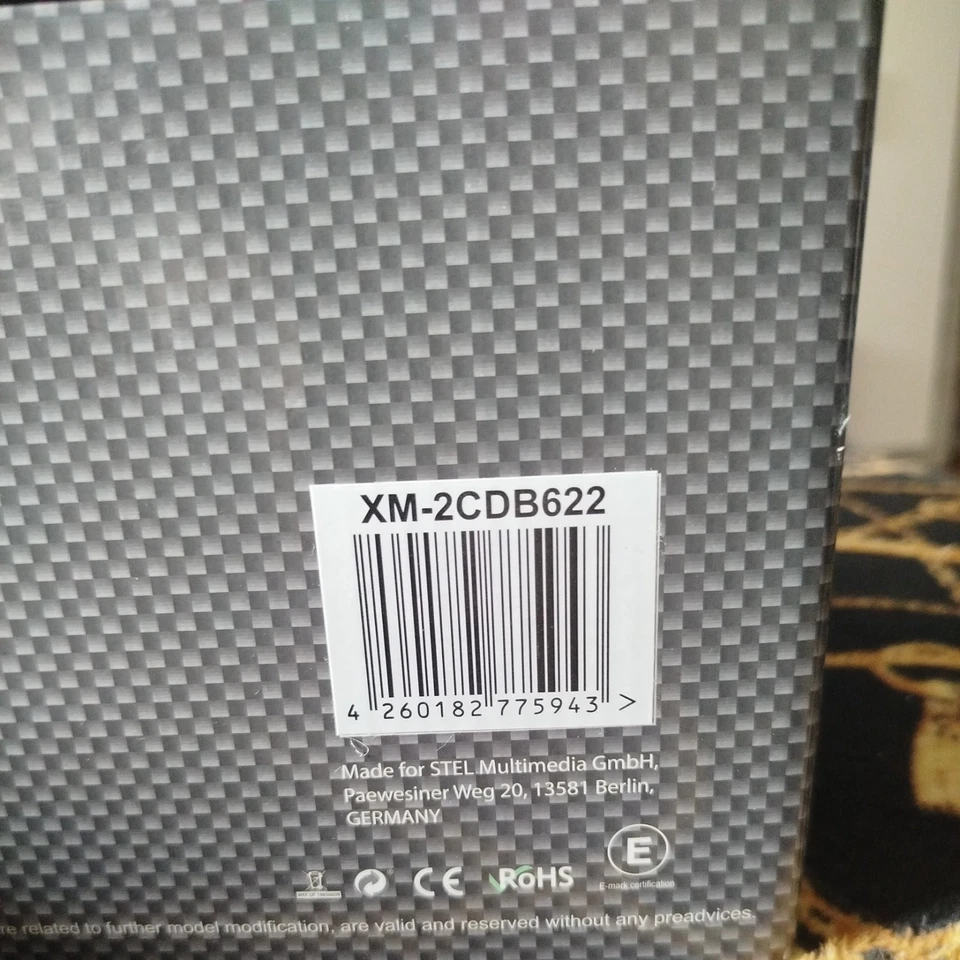 XM-2CDB622
4 260182 775943 >
Made for STEL Multimedia GmbH,
Paewesiner Weg 20, 13581 Berlin,
GERMANY
E
CE
RoHS
E-mark certification
related to further model modification, are valid and reserved without any preadvices.